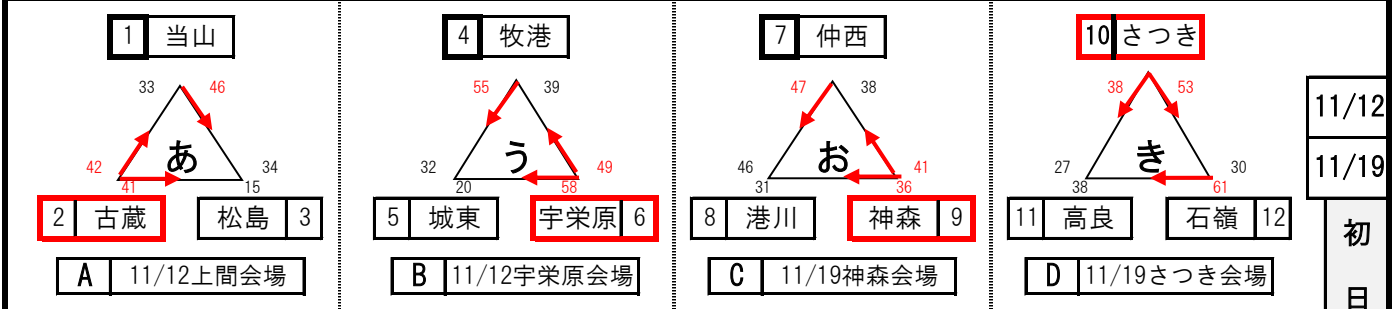 1 当山
4 牧港
7 仲西
10 さつき
33 46
55 39
47 38
38 53
11/12
あ
う
お
き
42 34
32 49
46 41
27 30
11/19
41 15
20 58
31 36
38 61
2 古蔵
松島 3
5 城東
宇栄原 6
8 港川
神森 9
11 高良
石嶺 12
初
日
A 11/12上間会場
B 11/12宇栄原会場
C 11/19神森会場
D 11/19さつき会場